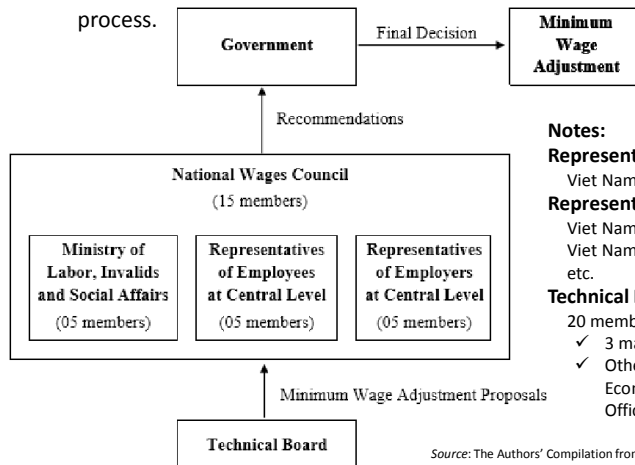 process.
Government
Final Decision
Minimum
Wage
Adjustment
Recommendations
National Wages Council
(15 members)
Ministry of
Labor, Invalids
and Social Affairs
(05 members)
Representatives
of Employees
at Central Level
(05 members)
Representatives
of Employers
at Central Level
(05 members)
Minimum Wage Adjustment Proposals
Technical Board
Notes:
Represent
Viet Nam
Represent
Viet Nam
Viet Nam
etc.
Technical
20 memb
✓ 3 ma
✓ Othe
Econ
Offic
Source: The Authors' Compilation from